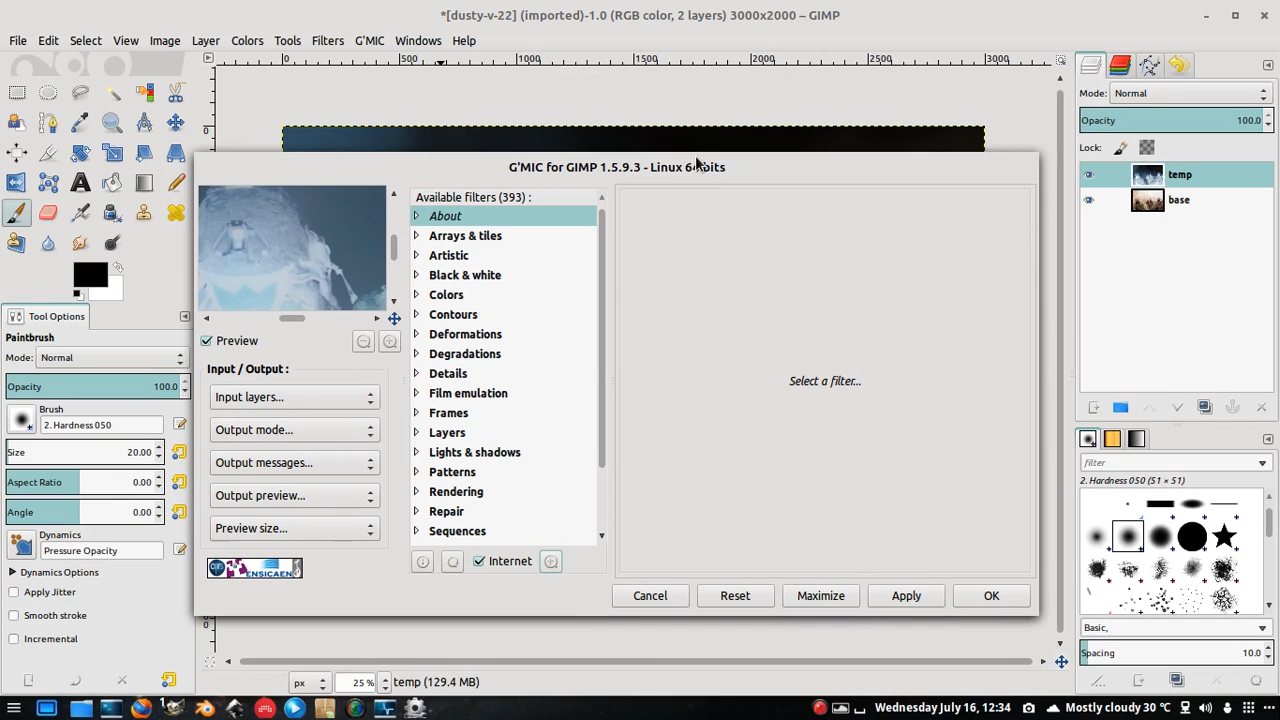 *[dusty-v-22] (imported)-1.0 (RGB color, 2 layers) 3000x2000 – GIMP
File Edit Select View Image Layer Colors Tools Filters G'MIC Windows Help
0 500 1000 1500 2000 2500 3000
Mode: Normal
Opacity 100.0
Lock:
temp
base
G'MIC for GIMP 1.5.9.3 - Linux 64 bits
Available filters (393) :
About
Arrays & tiles
Artistic
Black & white
Colors
Contours
Deformations
Degradations
Details
Film emulation
Frames
Layers
Lights & shadows
Patterns
Rendering
Repair
Sequences
Select a filter...
Preview
Input / Output :
Input layers...
Output mode...
Output messages...
Output preview...
Preview size...
Internet
Cancel Reset Maximize Apply OK
Tool Options
Paintbrush
Mode: Normal
Opacity 100.0
Brush
2. Hardness 050
Size 20.00
Aspect Ratio 0.00
Angle 0.00
Dynamics
Pressure Opacity
Dynamics Options
Apply Jitter
Smooth stroke
Incremental
filter
2. Hardness 050 (51 × 51)
Basic,
Spacing 10.0
px 25 % temp (129.4 MB)
Mostly cloudy 30 °C Wednesday July 16, 12:34